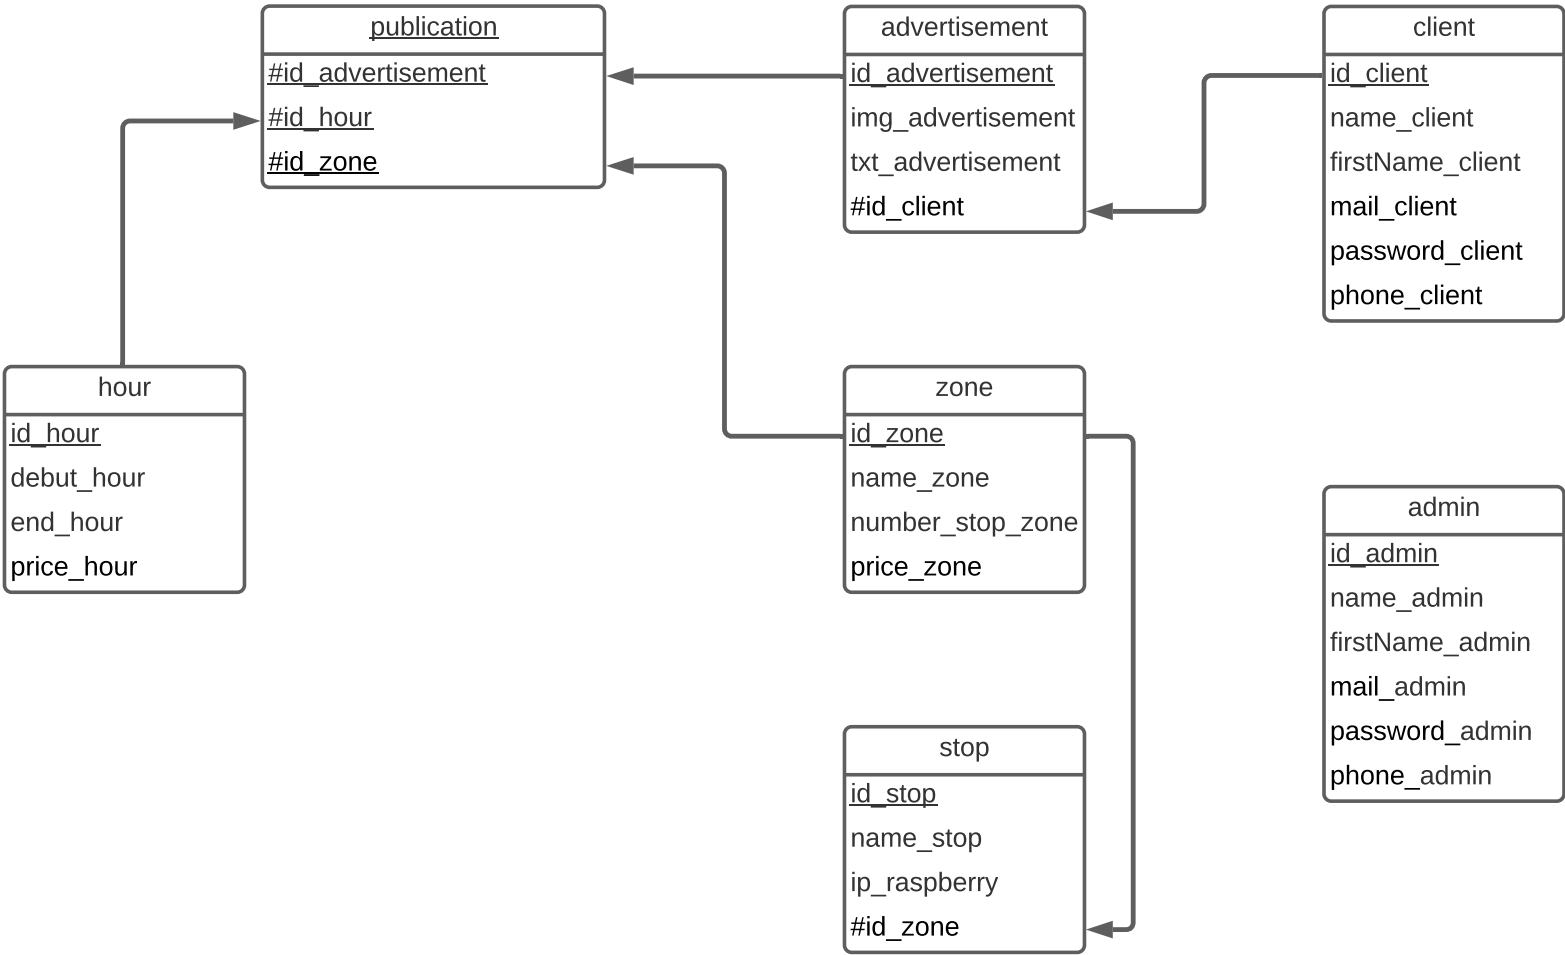 publication
#id_advertisement
#id_hour
#id_zone
advertisement
id_advertisement
img_advertisement
txt_advertisement
#id_client
client
id_client
name_client
firstName_client
mail_client
password_client
phone_client
hour
id_hour
debut_hour
end_hour
price_hour
zone
id_zone
name_zone
number_stop_zone
price_zone
admin
id_admin
name_admin
firstName_admin
mail_admin
password_admin
phone_admin
stop
id_stop
name_stop
ip_raspberry
#id_zone